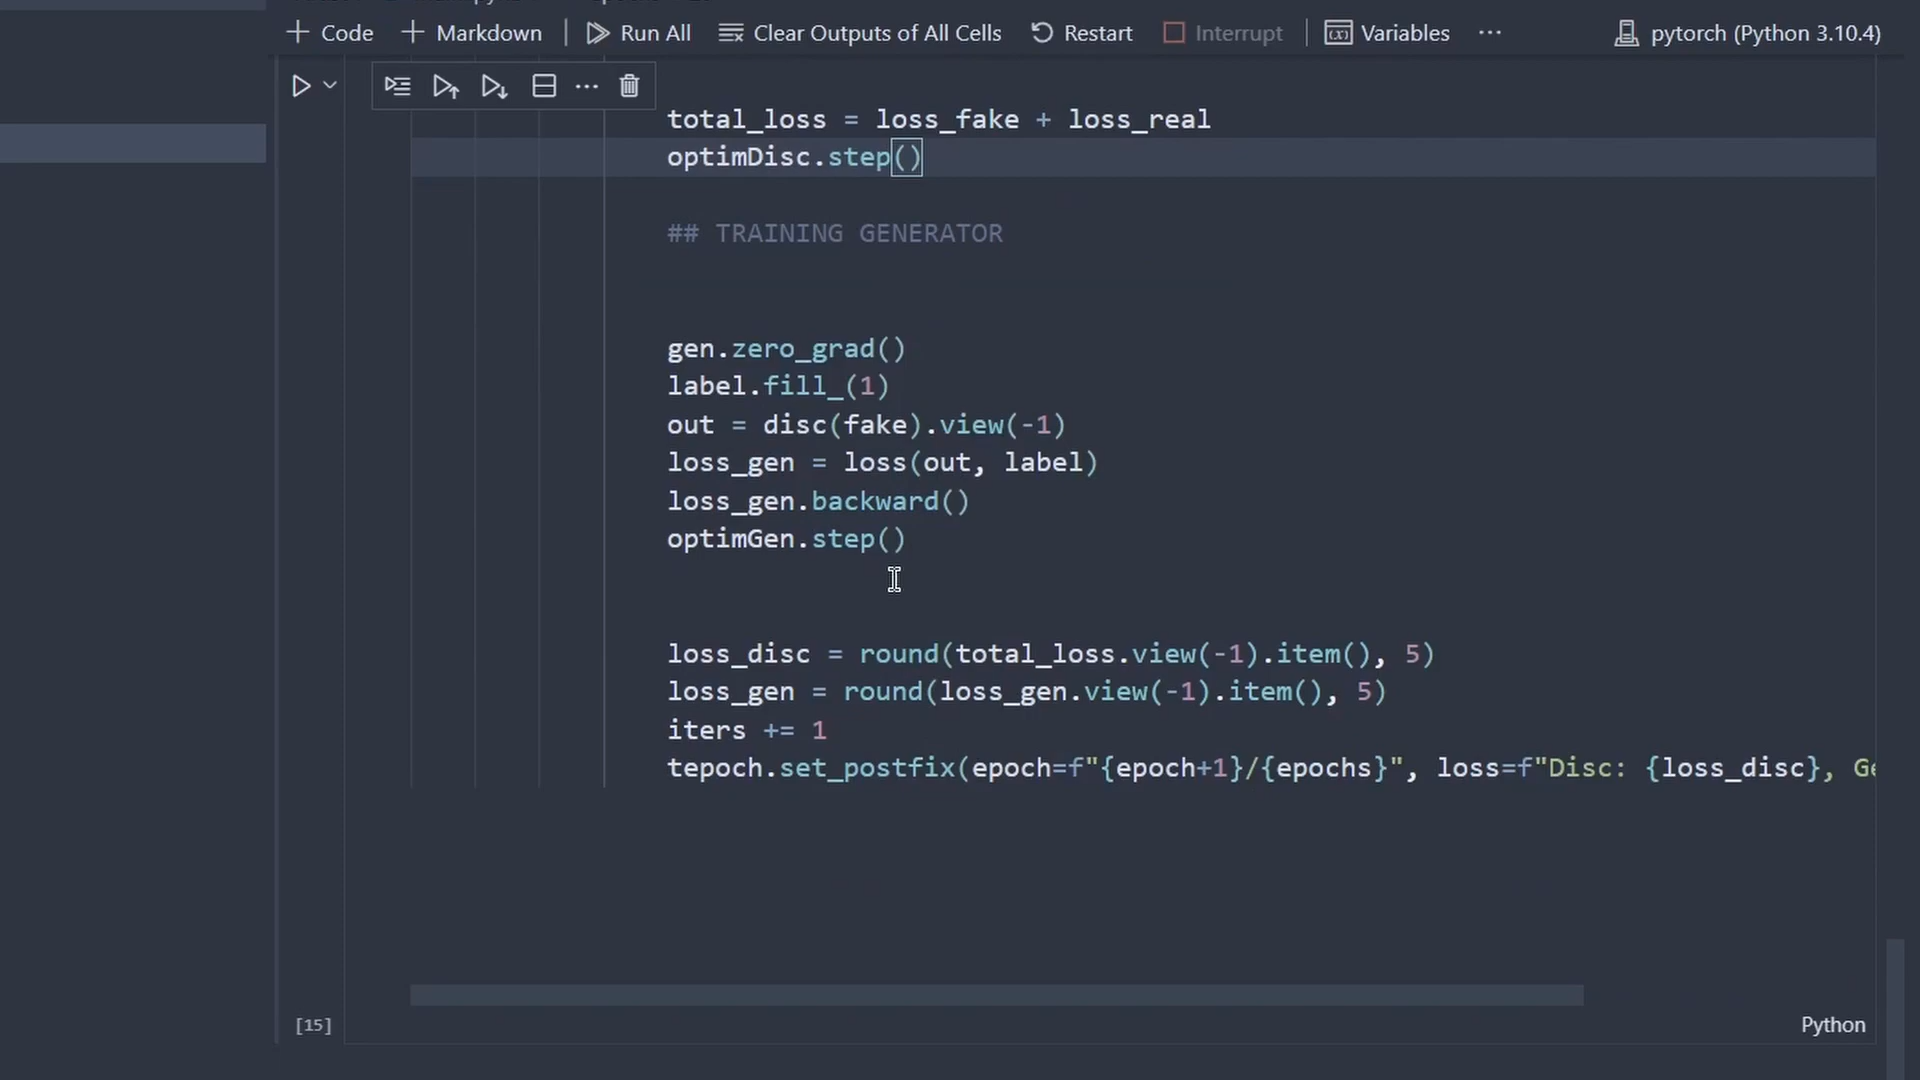 Code Markdown Run All Clear Outputs of All Cells Restart Interrupt Variables ... pytorch (Python 3.10.4)
total_loss = loss_fake + loss_real
optimDisc.step()
## TRAINING GENERATOR
gen.zero_grad()
label.fill_(1)
out = disc(fake).view(-1)
loss_gen = loss(out, label)
loss_gen.backward()
optimGen.step()
loss_disc = round(total_loss.view(-1).item(), 5)
loss_gen = round(loss_gen.view(-1).item(), 5)
iters += 1
tepoch.set_postfix(epoch=f"{epoch+1}/{epochs}", loss=f"Disc: {loss_disc}, Ge
[15]
Python